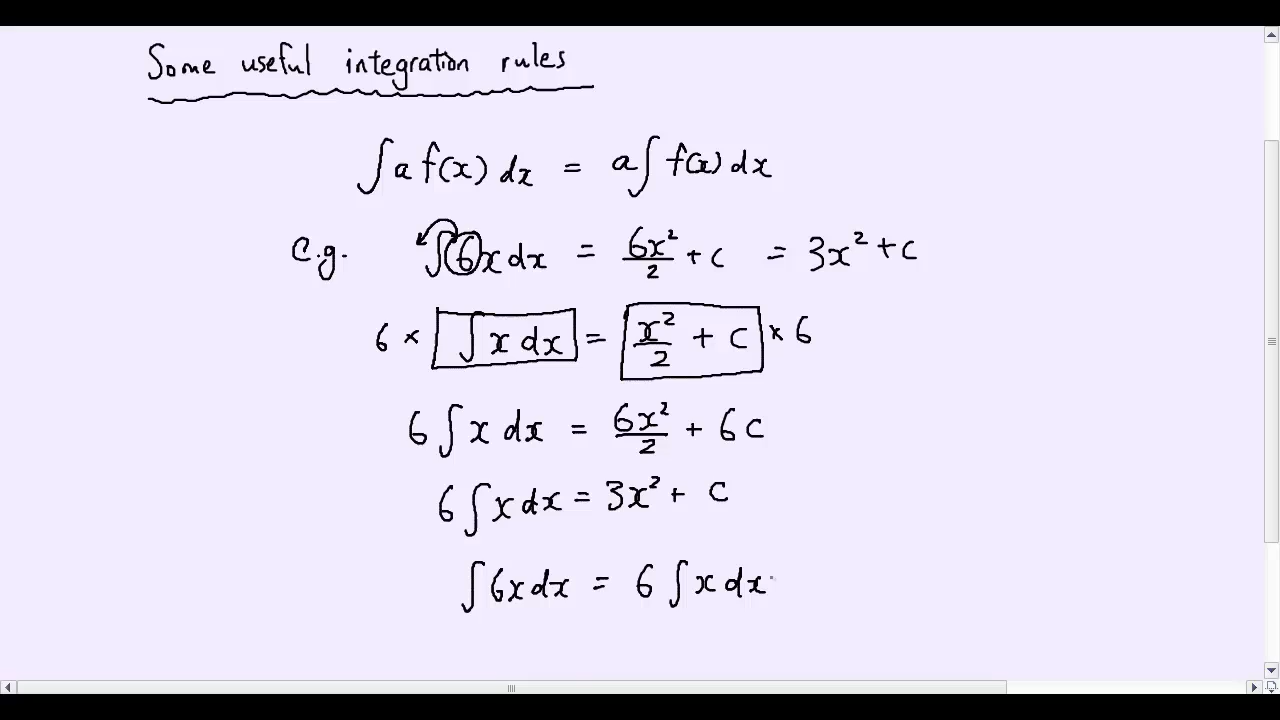 Some useful integration rules
∫a f(x) dx = a∫f(x) dx
e.g. ∫6x dx = 6x²/2 + c = 3x² + c
6 × ∫x dx = x²/2 + c × 6
6∫x dx = 6x²/2 + 6c
6∫x dx = 3x² + c
∫6x dx = 6∫x dx